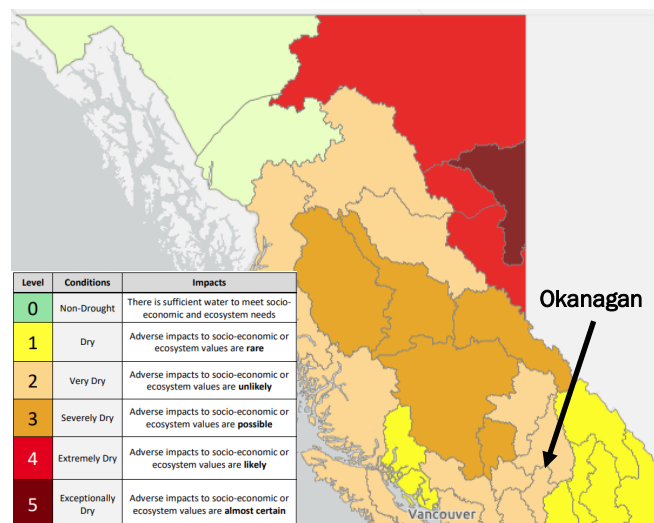 Okanagan
Level Conditions Impacts
0 Non-Drought There is sufficient water to meet socio-
economic and ecosystem needs
1 Dry Adverse impacts to socio-economic or
ecosystem values are rare
2 Very Dry Adverse impacts to socio-economic or
ecosystem values are unlikely
3 Severely Dry Adverse impacts to socio-economic or
ecosystem values are possible
4 Extremely Dry Adverse impacts to socio-economic or
ecosystem values are likely
5 Exceptionally
Dry Adverse impacts to socio-economic or
ecosystem values are almost certain
Vancouver